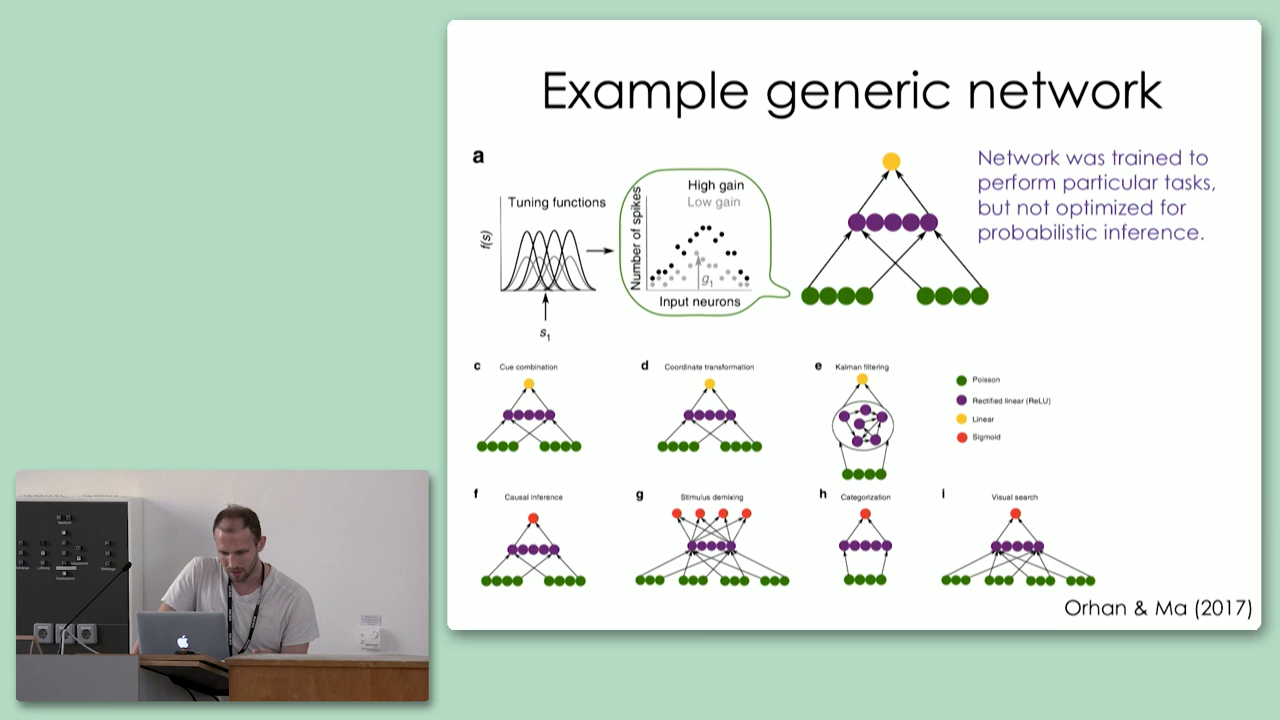 Example generic network
a
Tuning functions
f(s)
s1
Number of spikes
High gain
Low gain
g1
Input neurons
Network was trained to
perform particular tasks,
but not optimized for
probabilistic inference.
c Cue combination
d Coordinate transformation
e Kalman filtering
Poisson
Rectified linear (ReLU)
Linear
Sigmoid
f Causal inference
g Stimulus demixing
h Categorization
i Visual search
Orhan & Ma (2017)